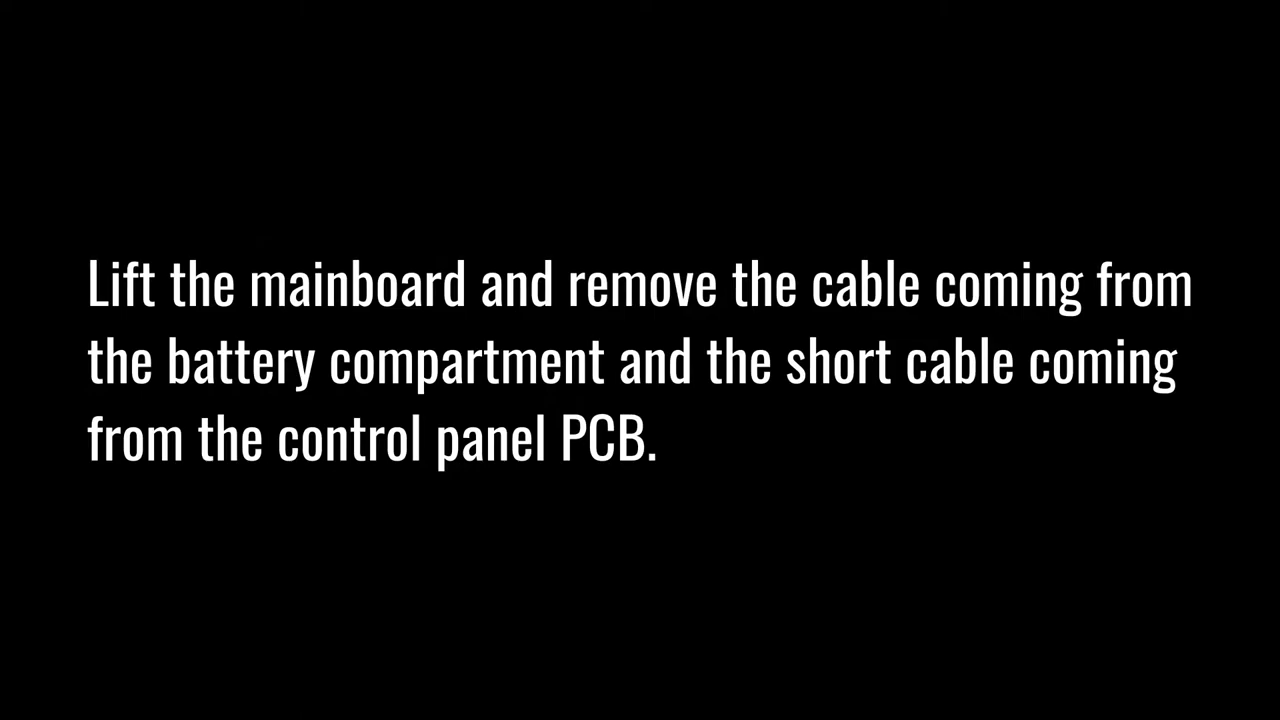 Lift the mainboard and remove the cable coming from
the battery compartment and the short cable coming
from the control panel PCB.